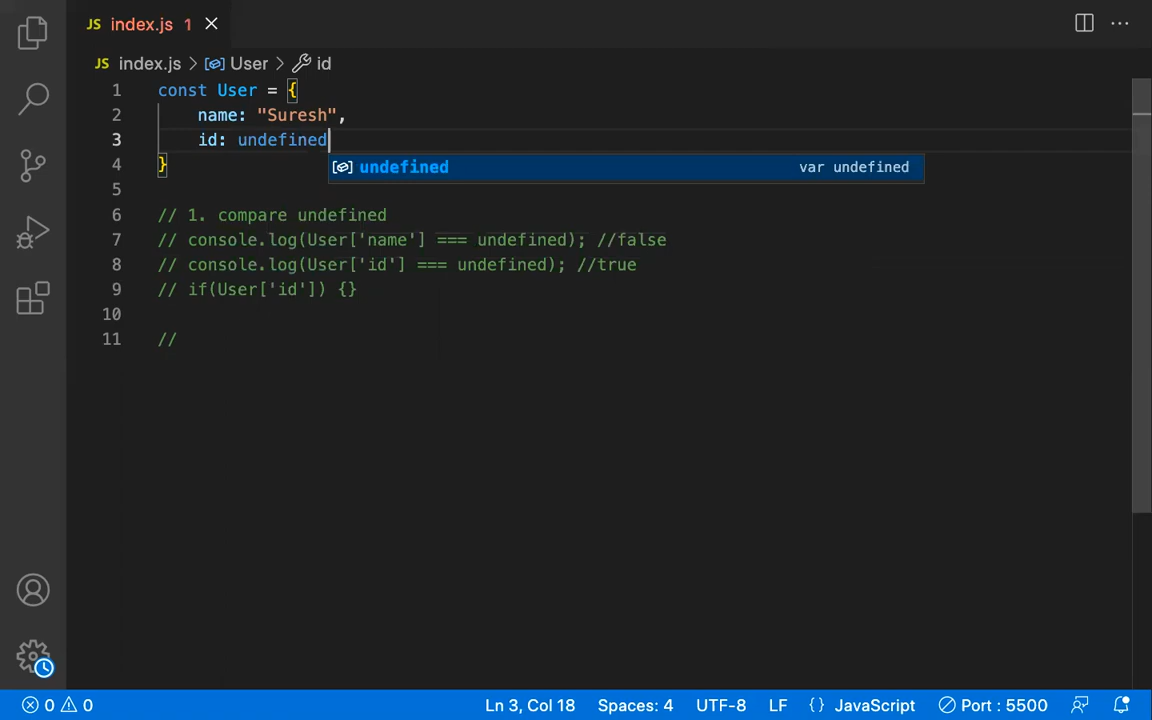 JS index.js 1
index.js > User > id
1 const User = {
2 name: "Suresh",
3 id: undefined
undefined var undefined
4 }
5
6 // 1. compare undefined
7 // console.log(User['name'] === undefined); //false
8 // console.log(User['id'] === undefined); //true
9 // if(User['id']) {}
10
11 //
0 0 Ln 3, Col 18 Spaces: 4 UTF-8 LF {} JavaScript Port : 5500